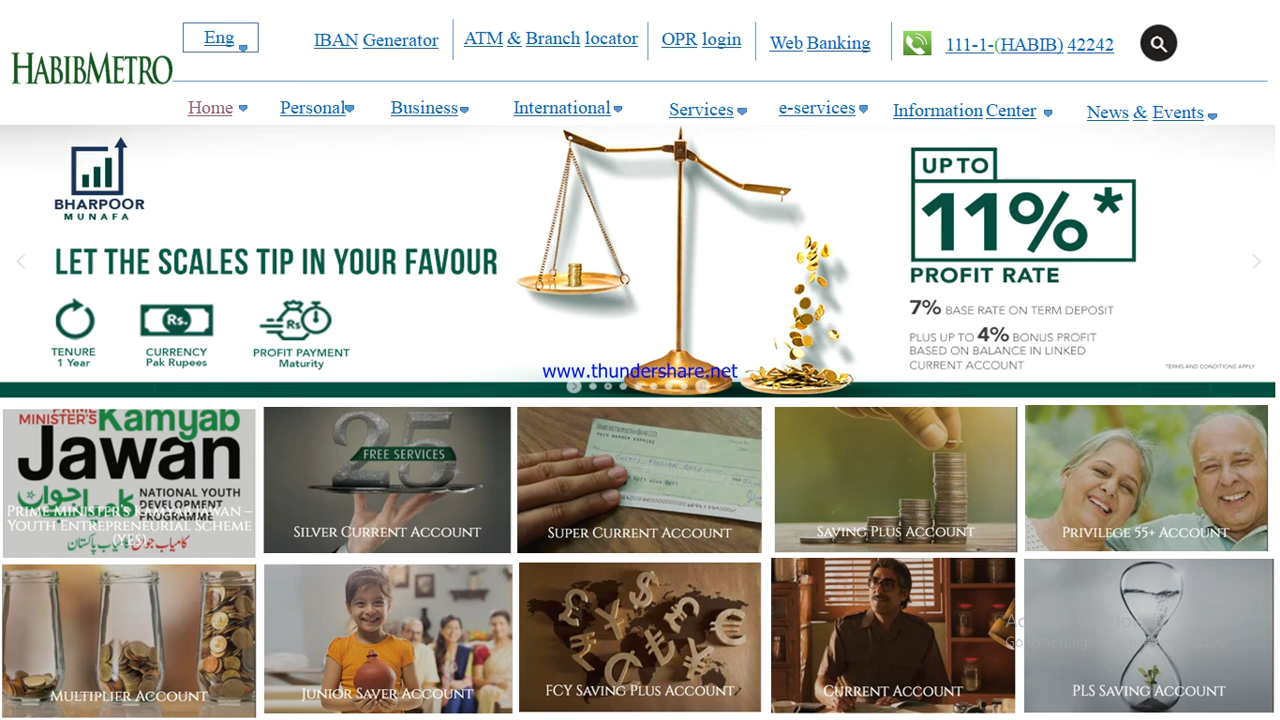 Eng
IBAN Generator
ATM & Branch locator
OPR login
Web Banking
111-1-(HABIB) 42242
HABIBMETRO
Home
Personal
Business
International
Services
e-services
Information Center
News & Events
BHARPOOR
MUNAFA
LET THE SCALES TIP IN YOUR FAVOUR
Rs.
Rs
TENURE
1 Year
CURRENCY
Pak Rupees
PROFIT PAYMENT
Maturity
UP TO
11%*
PROFIT RATE
7% BASE RATE ON TERM DEPOSIT
PLUS UP TO 4% BONUS PROFIT
BASED ON BALANCE IN LINKED
CURRENT ACCOUNT
TERMS AND CONDITIONS APPLY
www.thundershare.net
MINISTER'S Kamyab
Jawan
NATIONAL YOUTH
DEVELOPMENT
PROGRAMME
PRIME MINISTER'S KAMYAB JAWAN –
YOUTH ENTREPRENEURIAL SCHEME
(YES)
کامیاب جوان کامیاب پاکستان
25
FREE SERVICES
SILVER CURRENT ACCOUNT
SUPER CURRENT ACCOUNT
SAVING PLUS ACCOUNT
PRIVILEGE 55+ ACCOUNT
MULTIPLIER ACCOUNT
JUNIOR SAVER ACCOUNT
FCY SAVING PLUS ACCOUNT
CURRENT ACCOUNT
PLS SAVING ACCOUNT